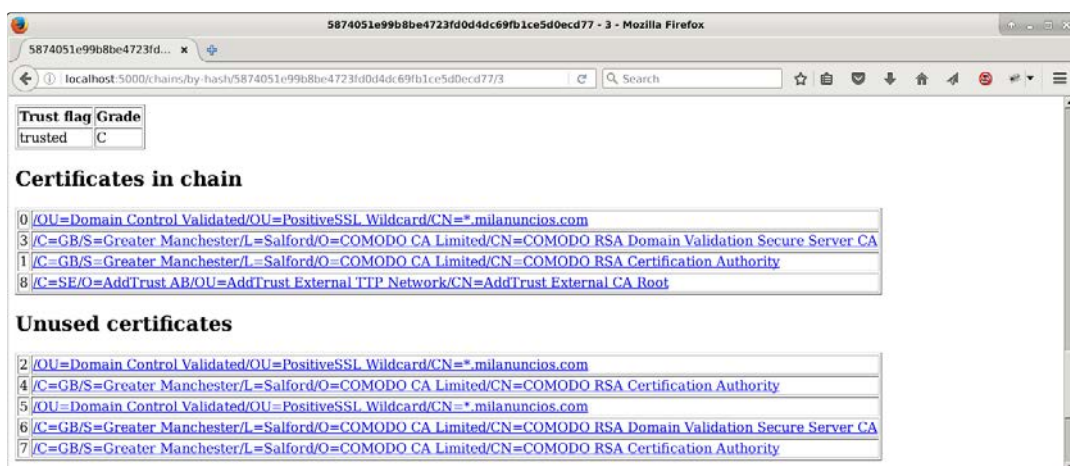 5874051e99b8be4723fd0d4dc69fb1ce5d0ecd77 - 3 - Mozilla Firefox
5874051e99b8be4723fd...
localhost:5000/chains/by-hash/5874051e99b8be4723fd0d4dc69fb1ce5d0ecd77/3 Search
Trust flag Grade
trusted C
Certificates in chain
0 /OU=Domain Control Validated/OU=PositiveSSL Wildcard/CN=*.milanuncios.com
3 /C=GB/S=Greater Manchester/L=Salford/O=COMODO CA Limited/CN=COMODO RSA Domain Validation Secure Server CA
1 /C=GB/S=Greater Manchester/L=Salford/O=COMODO CA Limited/CN=COMODO RSA Certification Authority
8 /C=SE/O=AddTrust AB/OU=AddTrust External TTP Network/CN=AddTrust External CA Root
Unused certificates
2 /OU=Domain Control Validated/OU=PositiveSSL Wildcard/CN=*.milanuncios.com
4 /C=GB/S=Greater Manchester/L=Salford/O=COMODO CA Limited/CN=COMODO RSA Certification Authority
5 /OU=Domain Control Validated/OU=PositiveSSL Wildcard/CN=*.milanuncios.com
6 /C=GB/S=Greater Manchester/L=Salford/O=COMODO CA Limited/CN=COMODO RSA Domain Validation Secure Server CA
7 /C=GB/S=Greater Manchester/L=Salford/O=COMODO CA Limited/CN=COMODO RSA Certification Authority